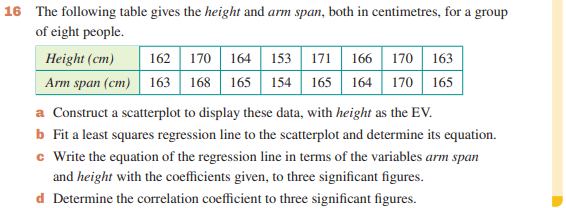 16 The following table gives the height and arm span, both in centimetres, for a group
of eight people.
Height (cm) 162 170 164 153 171 166 170 163
Arm span (cm) 163 168 165 154 165 164 170 165
a Construct a scatterplot to display these data, with height as the EV.
b Fit a least squares regression line to the scatterplot and determine its equation.
c Write the equation of the regression line in terms of the variables arm span
and height with the coefficients given, to three significant figures.
d Determine the correlation coefficient to three significant figures.